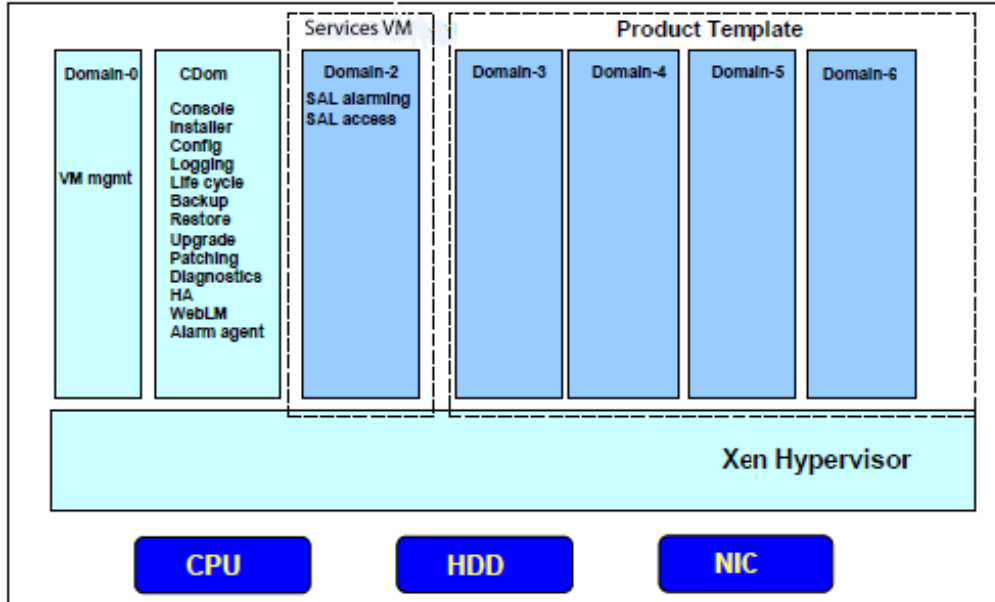 Services VM
Product Template
Domain-0
CDom
Domain-2
Domain-3
Domain-4
Domain-5
Domain-6
VM mgmt
Console
Installer
Config
Logging
Life cycle
Backup
Restore
Upgrade
Patching
Diagnostics
HA
WebLM
Alarm agent
SAL alarming
SAL access
Xen Hypervisor
CPU
HDD
NIC